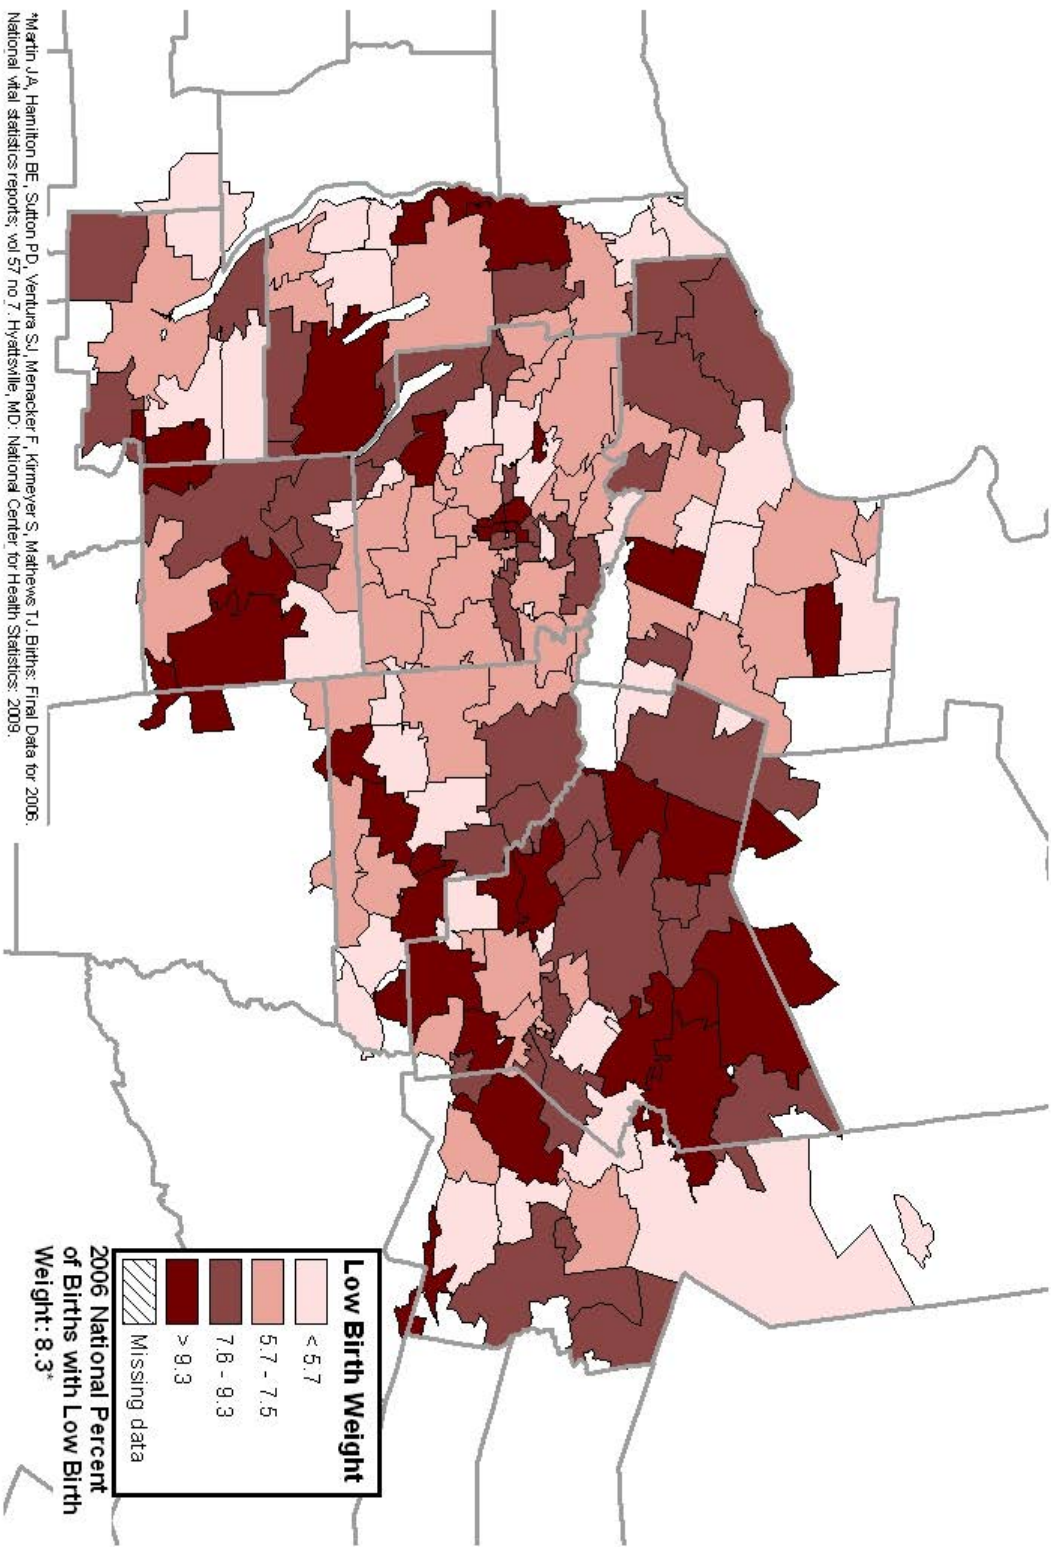 Low Birth Weight
< 5.7
5.7 - 7.5
7.6 - 9.3
> 9.3
Missing data
2006 National Percent
of Births with Low Birth
Weight: 8.3*
*Martin JA, Hamilton BE, Sutton PD, Ventura SJ, Menacker F, Kirmeyer S, Mathews TJ. Births: Final Data for 2006.
National vital statistics reports; vol 57 no 7. Hyattsville, MD: National Center for Health Statistics: 2009.